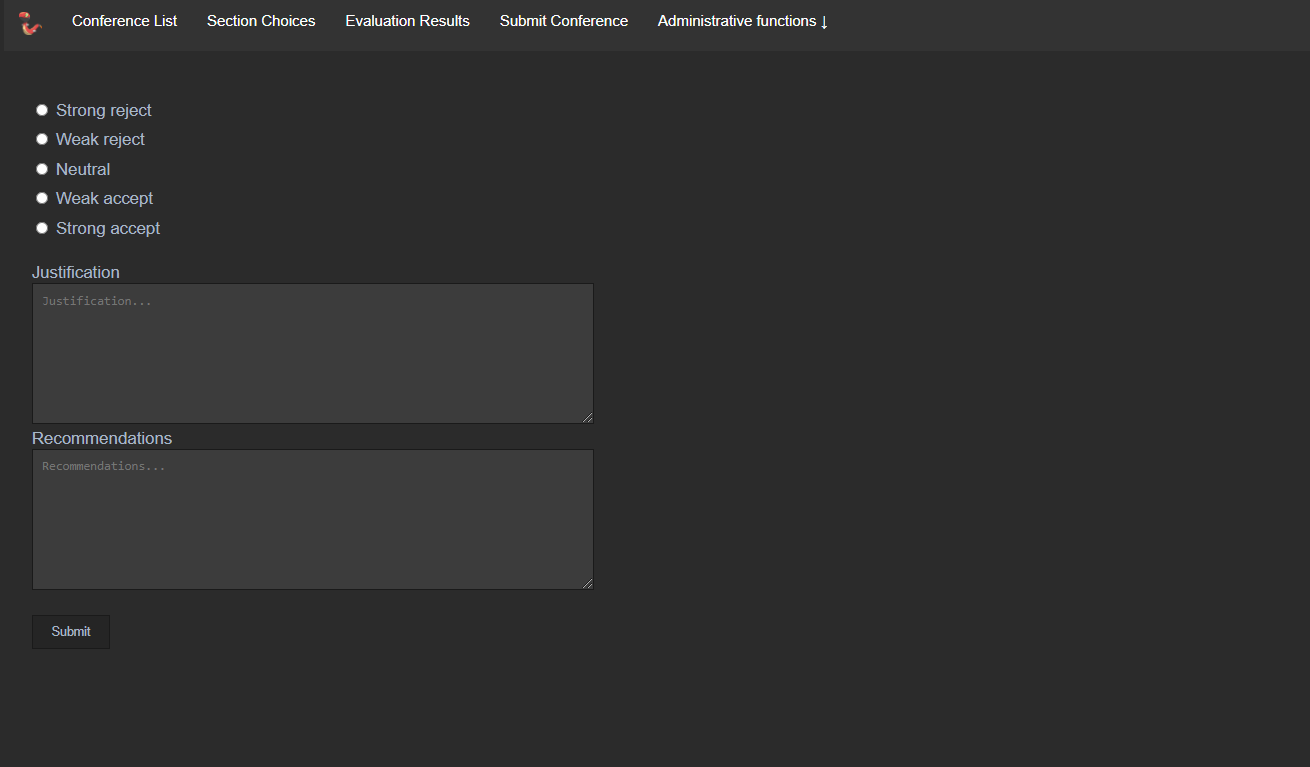 Conference List Section Choices Evaluation Results Submit Conference Administrative functions ↓
Strong reject
Weak reject
Neutral
Weak accept
Strong accept
Justification
Justification...
Recommendations
Recommendations...
Submit